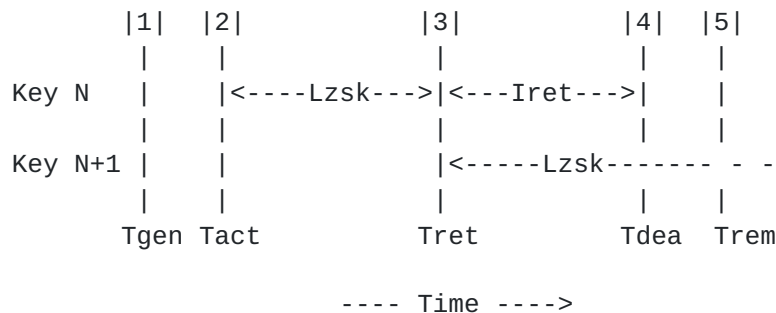 |1|  |2|            |3|           |4|  |5|
         |    |              |             |    |
Key N    |    |<----Lzsk--->|<---Iret--->|    |
         |    |              |             |    |
Key N+1 |    |              |<-----Lzsk------- - -
         |    |              |             |    |
Tgen Tact          Tret            Tdea  Trem
---- Time ---->